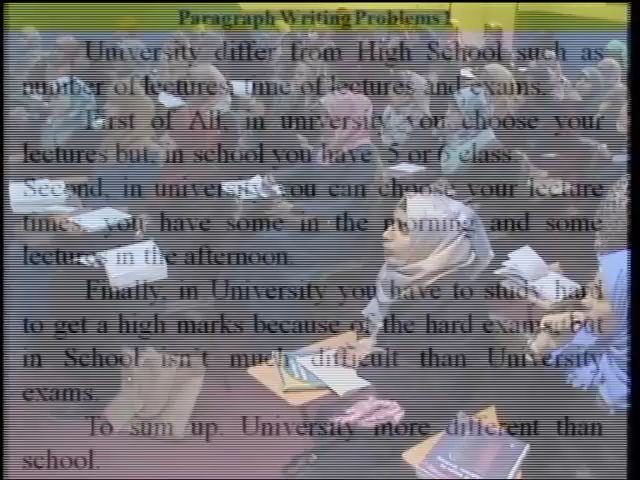 Paragraph Writing Problems 1
University differ from High School such as
number of lectures, time of lectures and exams.
First of All, in university you choose your
lectures but, in school you have 5 or 6 class.
Second, in university you can choose your lecture
times, you have some in the morning and some
lectures in the afternoon.
Finally, in University you have to study hard
to get a high marks because of the hard exams, but
in School isn`t much difficult than University
exams.
To sum up, University more different than
school.